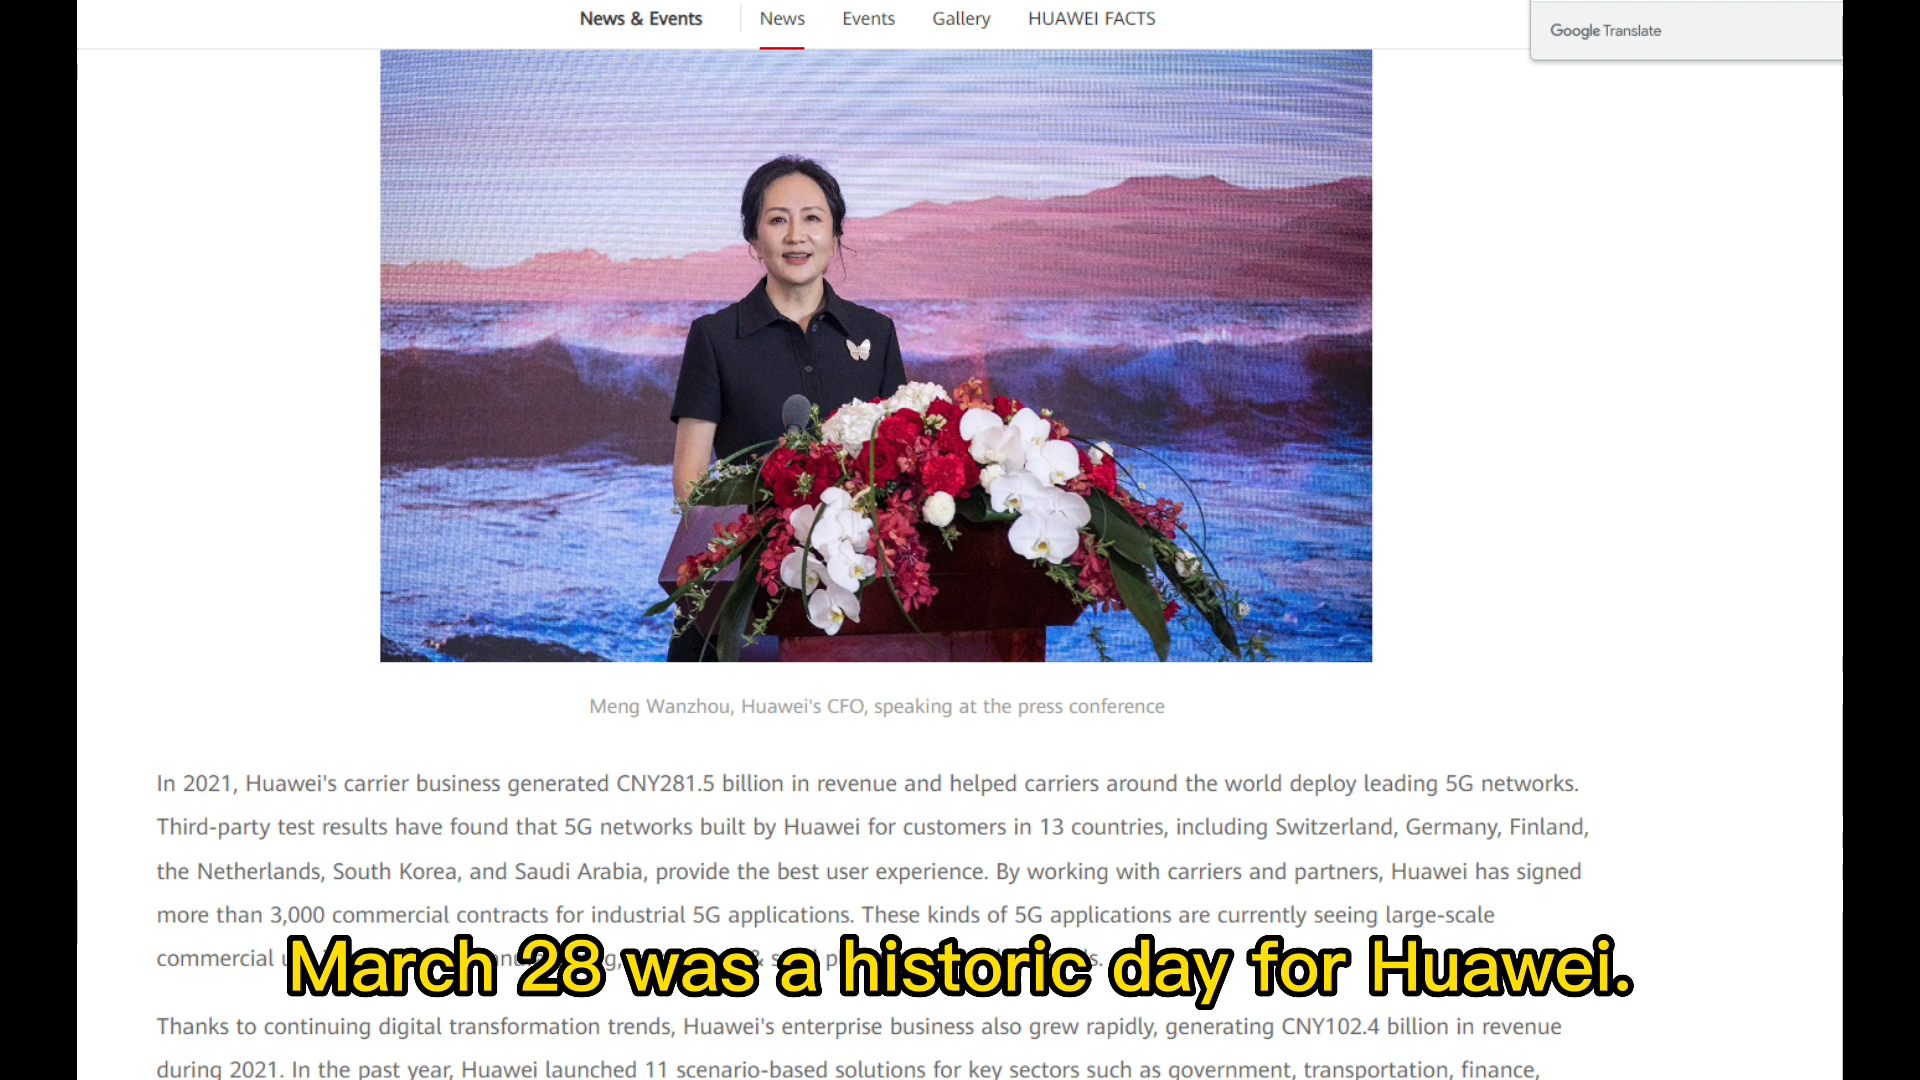 News & Events News Events Gallery HUAWEI FACTS
Google Translate
Meng Wanzhou, Huawei's CFO, speaking at the press conference
In 2021, Huawei's carrier business generated CNY281.5 billion in revenue and helped carriers around the world deploy leading 5G networks.
Third-party test results have found that 5G networks built by Huawei for customers in 13 countries, including Switzerland, Germany, Finland,
the Netherlands, South Korea, and Saudi Arabia, provide the best user experience. By working with carriers and partners, Huawei has signed
more than 3,000 commercial contracts for industrial 5G applications. These kinds of 5G applications are currently seeing large-scale
commercial
March 28 was a historic day for Huawei.
Thanks to continuing digital transformation trends, Huawei's enterprise business also grew rapidly, generating CNY102.4 billion in revenue
during 2021. In the past year, Huawei launched 11 scenario-based solutions for key sectors such as government, transportation, finance,